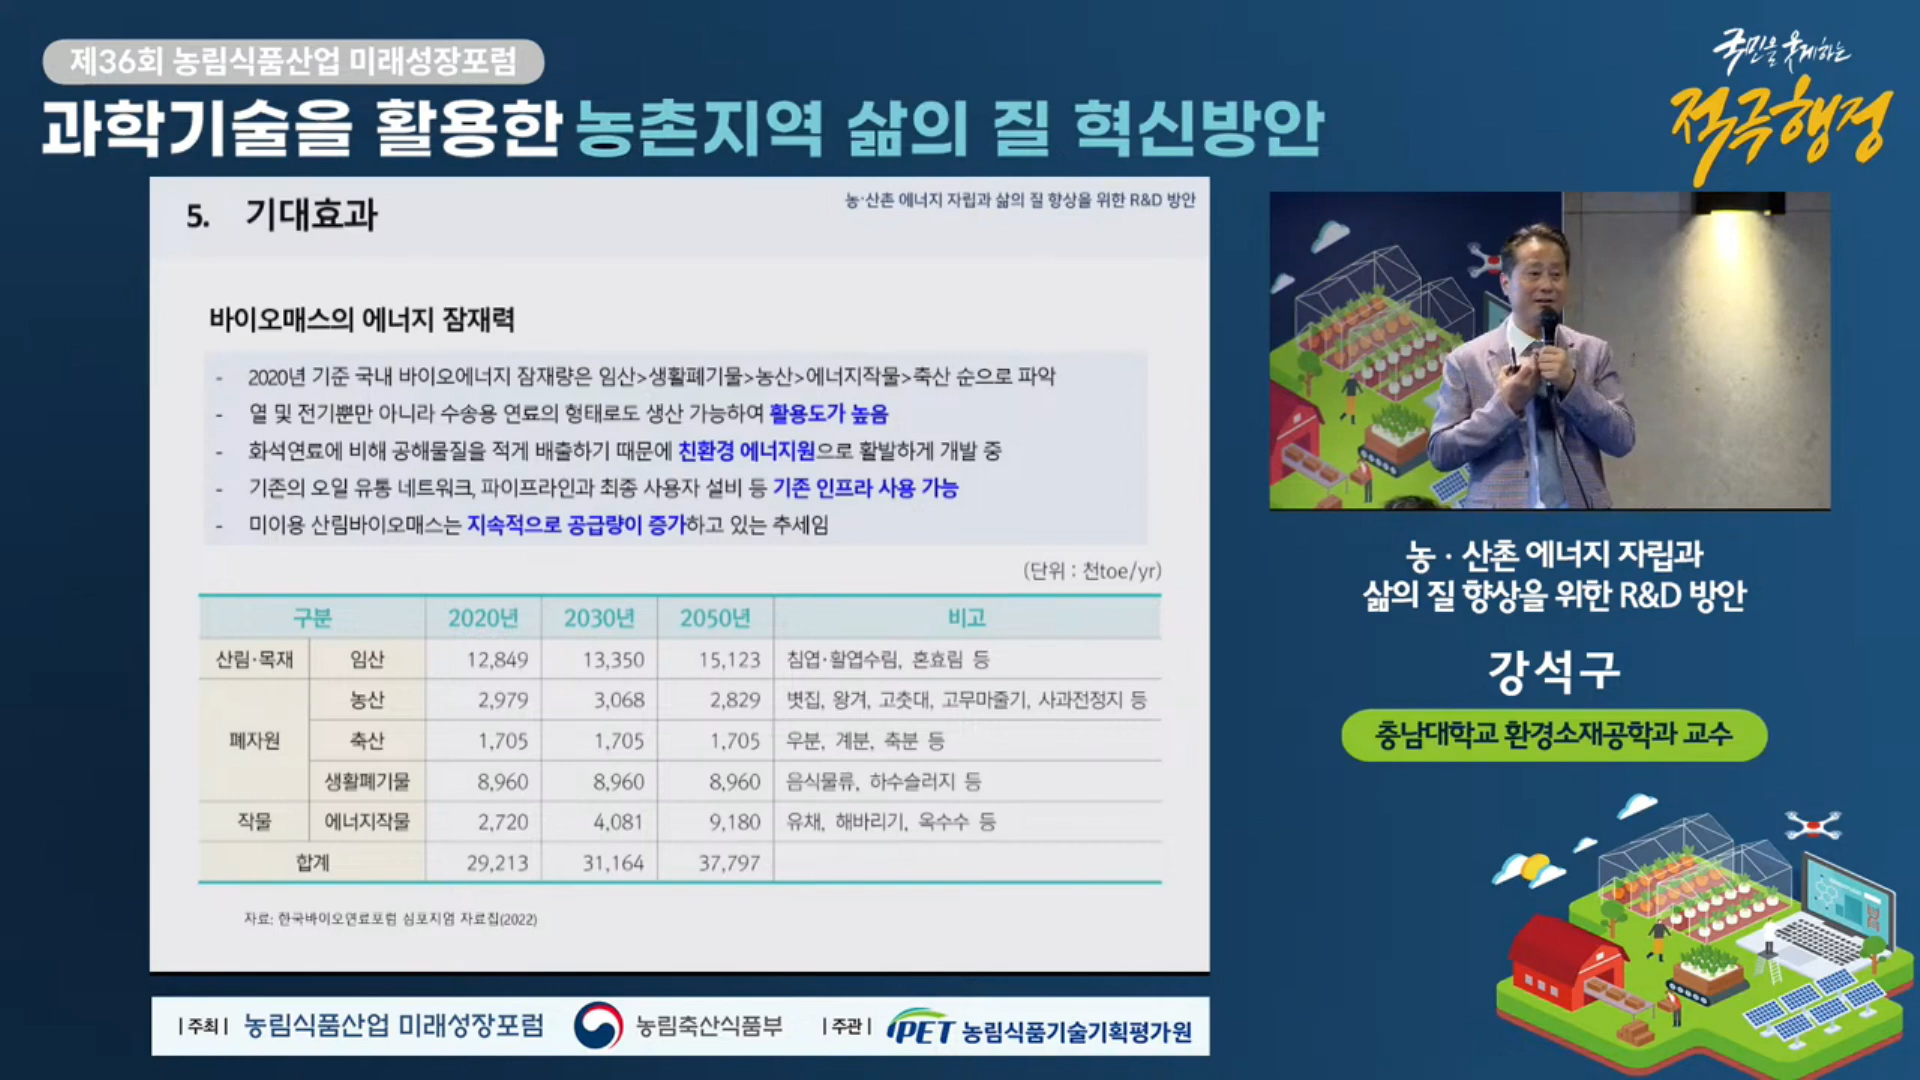 제36회 농림식품산업 미래성장포럼
과학기술을 활용한 농촌지역 삶의 질 혁신방안
국민을 웃게하는
적극행정
5. 기대효과
농·산촌 에너지 자립과 삶의 질 향상을 위한 R&D 방안
바이오매스의 에너지 잠재력
- 2020년 기준 국내 바이오에너지 잠재량은 임산>생활폐기물>농산>에너지작물>축산 순으로 파악
- 열 및 전기뿐만 아니라 수송용 연료의 형태로도 생산 가능하여 활용도가 높음
- 화석연료에 비해 공해물질을 적게 배출하기 때문에 친환경 에너지원으로 활발하게 개발 중
- 기존의 오일 유통 네트워크, 파이프라인과 최종 사용자 설비 등 기존 인프라 사용 가능
- 미이용 산림바이오매스는 지속적으로 공급량이 증가하고 있는 추세임
(단위 : 천toe/yr)
구분 2020년 2030년 2050년 비고
산림·목재 임산 12,849 13,350 15,123 침엽·활엽수림, 혼효림 등
폐자원 농산 2,979 3,068 2,829 볏집, 왕겨, 고춧대, 고무마줄기, 사과전정지 등
축산 1,705 1,705 1,705 우분, 계분, 축분 등
생활폐기물 8,960 8,960 8,960 음식물류, 하수슬러지 등
작물 에너지작물 2,720 4,081 9,180 유채, 해바리기, 옥수수 등
합계 29,213 31,164 37,797
자료: 한국바이오연료포럼 심포지엄 자료집(2022)
농·산촌 에너지 자립과
삶의 질 향상을 위한 R&D 방안
강석구
충남대학교 환경소재공학과 교수
|주최| 농림식품산업 미래성장포럼 농림축산식품부 |주관| iPET 농림식품기술기획평가원